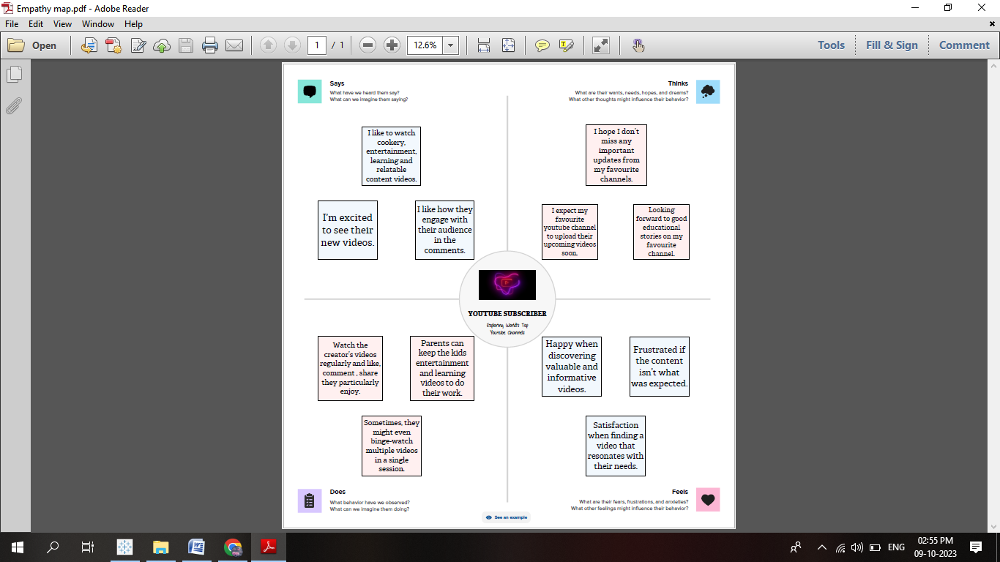 Empathy map.pdf - Adobe Reader
File Edit View Window Help
Open
1 / 1
12.6%
Tools
Fill & Sign
Comment
Says
What have we heard them say?
What can we imagine them saying?
Thinks
What are their wants, needs, hopes, and dreams?
What other thoughts might influence their behavior?
I like to watch
cookery,
entertainment,
learning and
relatable
content videos.
I hope I don't
miss any
important
updates from
my favourite
channels.
I'm excited
to see their
new videos.
I like how they
engage with
their audience
in the
comments.
I expect my
favourite
youtube channel
to upload their
upcoming videos
soon.
Looking
forward to good
educational
stories on my
favourite
channel.
YOUTUBE SUBSCRIBER
Exploring World's Top
Youtube Channels
Watch the
creator's videos
regularly and like,
comment , share
they particularly
enjoy.
Parents can
keep the kids
entertainment
and learning
videos to do
their work.
Happy when
discovering
valuable and
informative
videos.
Frustrated if
the content
isn't what
was expected.
Sometimes, they
might even
binge-watch
multiple videos
in a single
session.
Satisfaction
when finding a
video that
resonates with
their needs.
Does
What behavior have we observed?
What can we imagine them doing?
Feels
What are their fears, frustrations, and anxieties?
What other feelings might influence their behavior?
See an example
ENG
02:55 PM
09-10-2023